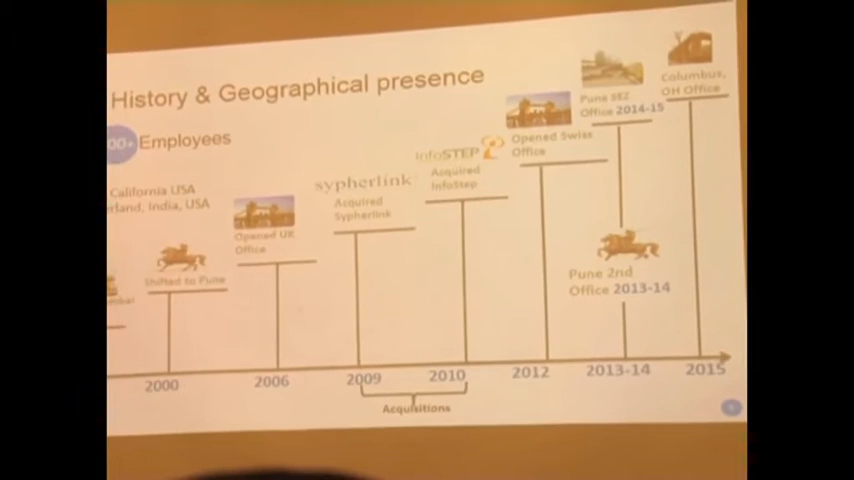 History & Geographical presence
00+ Employees
California USA
rland, India, USA
Shifted to Pune
Opened UK
Office
sypherlink
Acquired
Sypherlink
InfoSTEP
Acquired
InfoStep
Opened Swiss
Office
Pune SEZ
Office 2014-15
Pune 2nd
Office 2013-14
Columbus,
OH Office
2000 2006 2009 2010 2012 2013-14 2015
Acquisitions